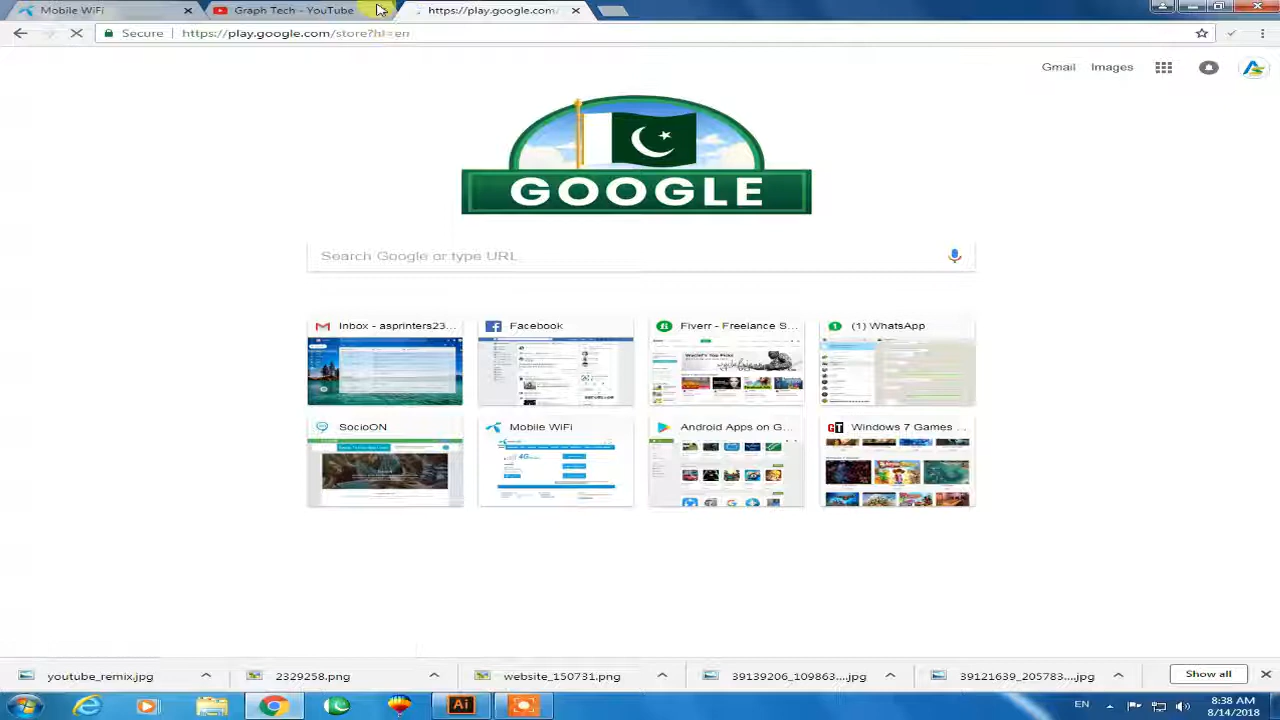 Mobile WiFi
Graph Tech - YouTube
https://play.google.com/
Secure
https://play.google.com/store?hl=en
Gmail
Images
GOOGLE
Search Google or type URL
Inbox - asprinters23...
Facebook
Fiverr - Freelance S...
(1) WhatsApp
SocioON
Mobile WiFi
Android Apps on G...
GT
Windows 7 Games ...
youtube_remix.jpg
2929258.png
website_150731.png
39139206_109863....jpg
39121639_205783....jpg
Show all
Ai
EN
8:38 AM
8/14/2018